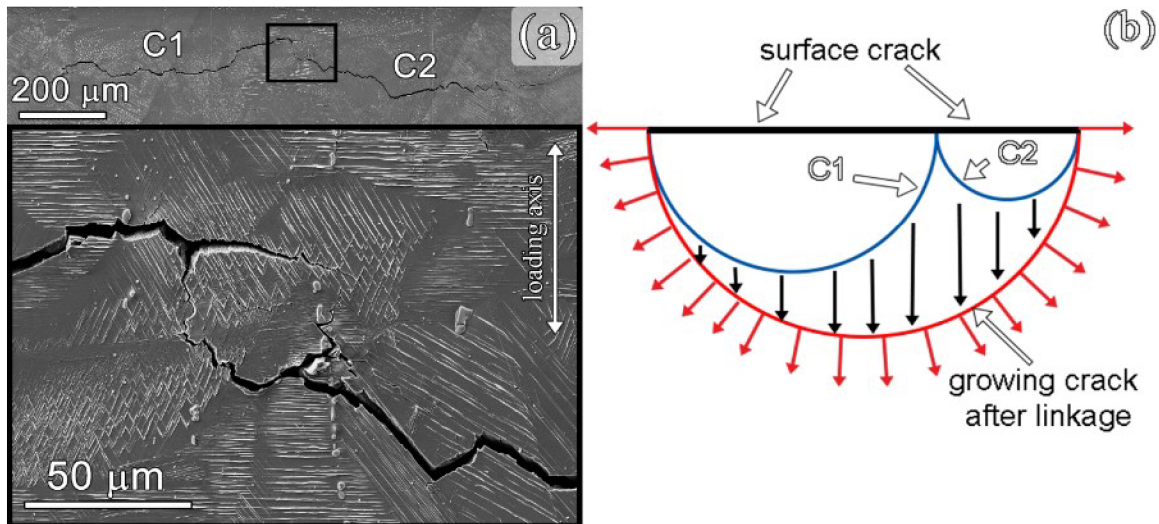 C1
(a)
C2
200 μm
loading axis
50 μm
(b)
surface crack
C1
C2
growing crack
after linkage